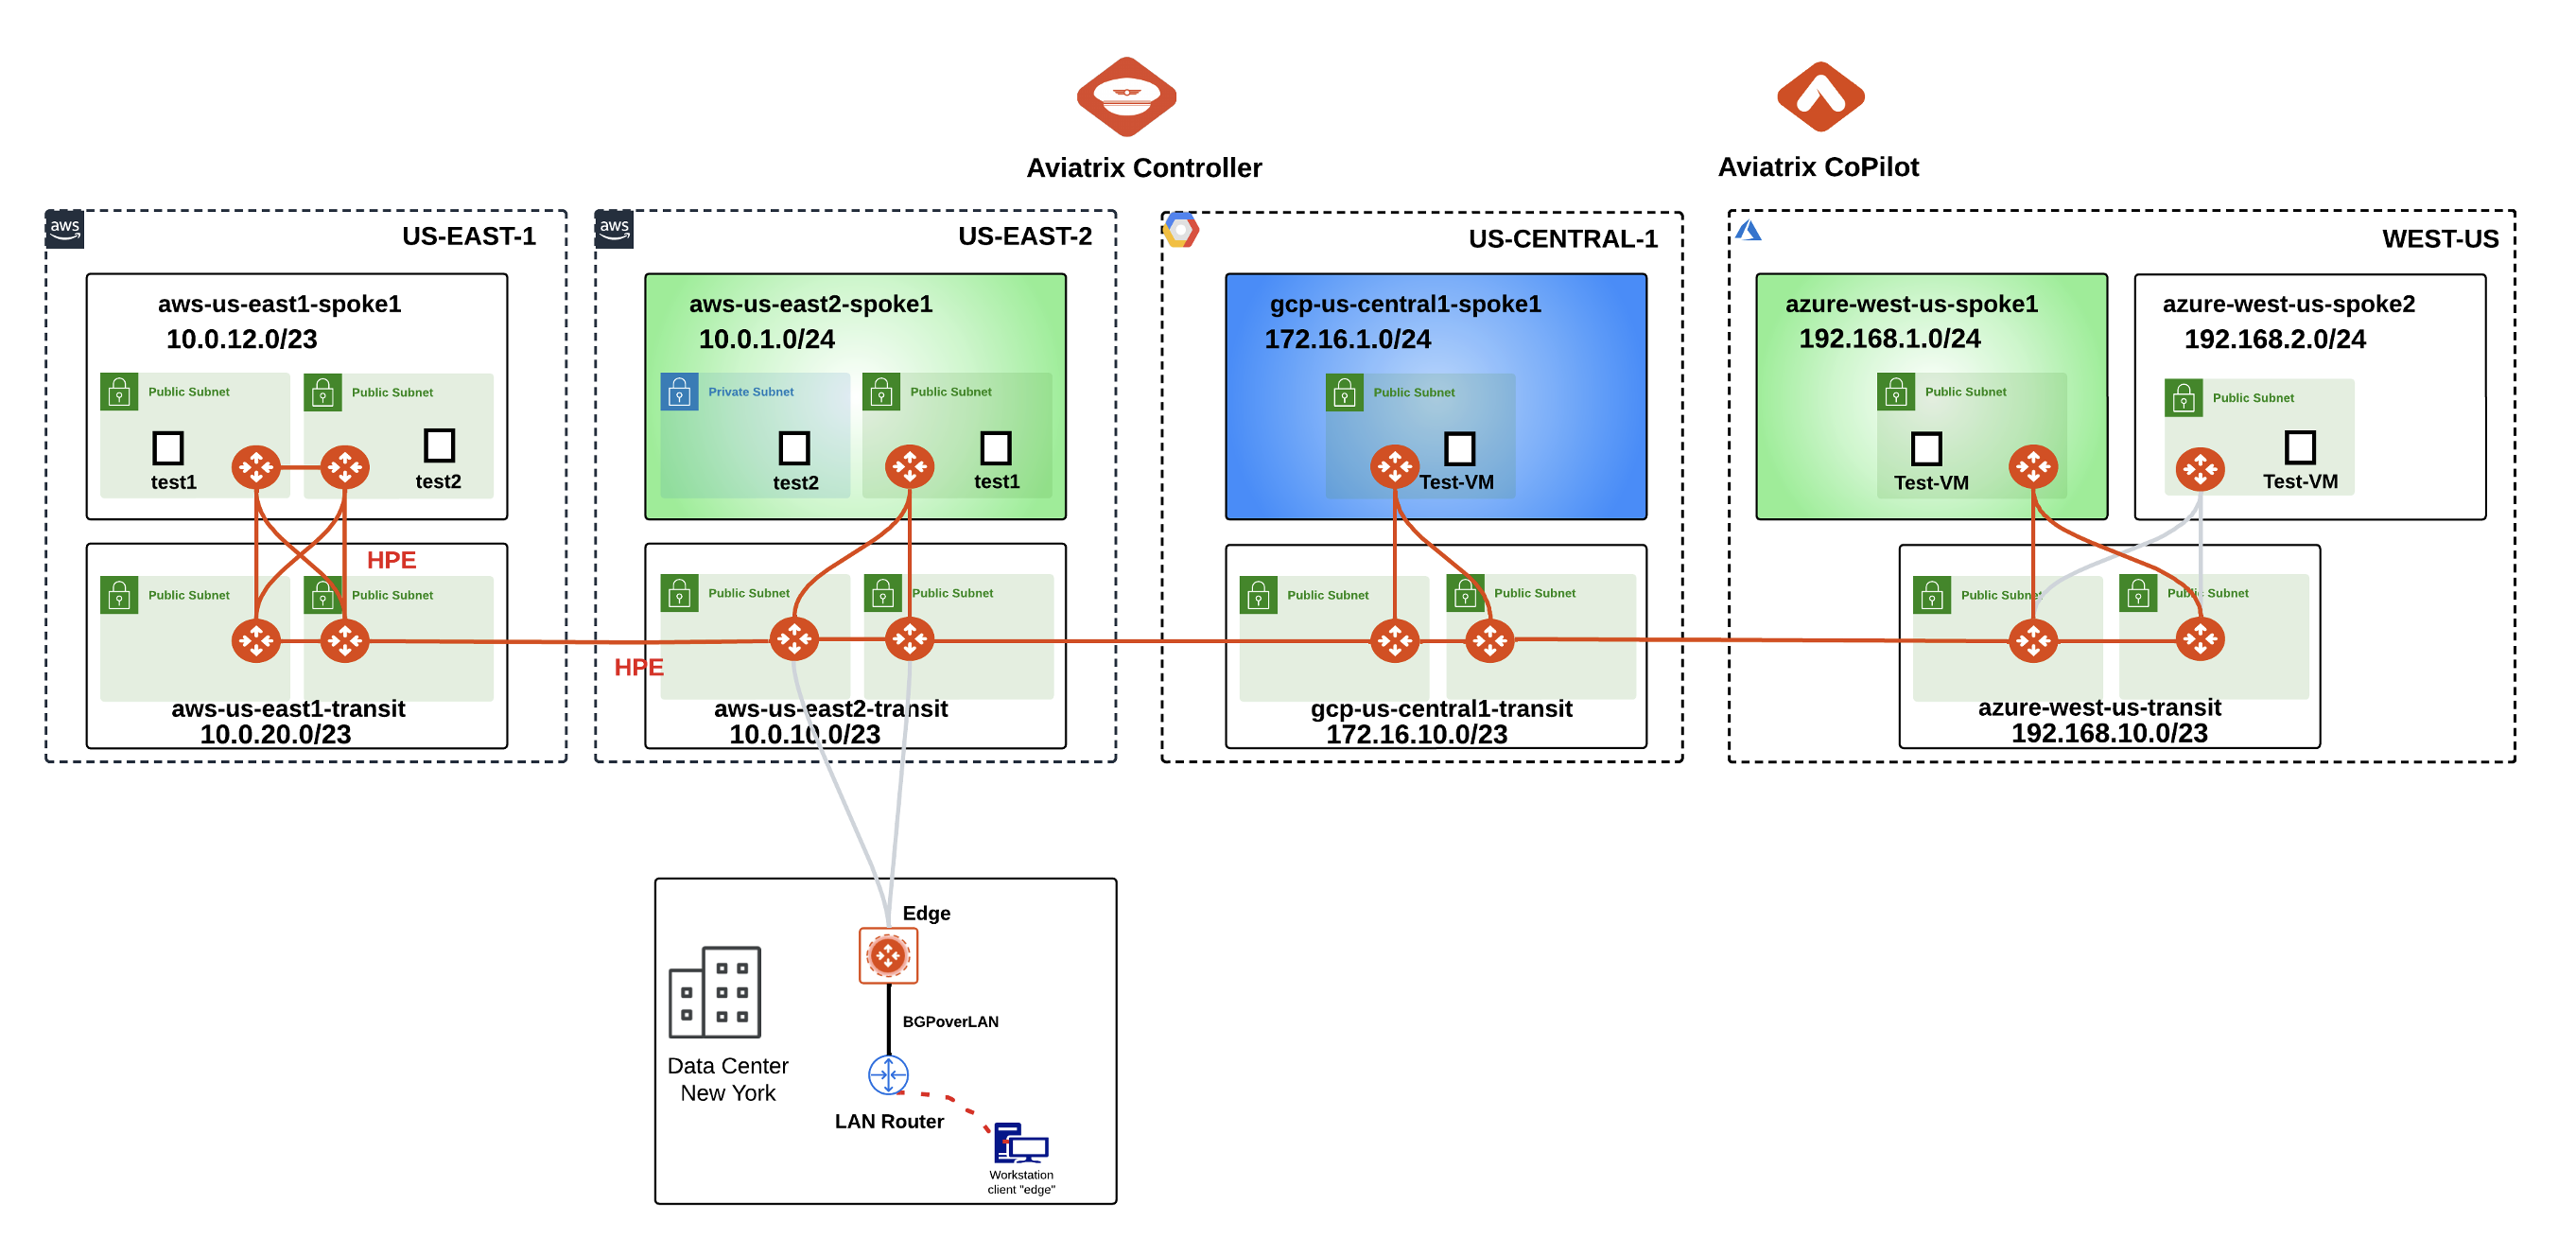 Aviatrix Controller
Aviatrix CoPilot
aws
US-EAST-1
aws-us-east1-spoke1
10.0.12.0/23
Public Subnet
Public Subnet
test1
test2
HPE
Public Subnet
Public Subnet
aws-us-east1-transit
10.0.20.0/23
aws
US-EAST-2
aws-us-east2-spoke1
10.0.1.0/24
Private Subnet
Public Subnet
test2
test1
HPE
Public Subnet
Public Subnet
aws-us-east2-transit
10.0.10.0/23
US-CENTRAL-1
gcp-us-central1-spoke1
172.16.1.0/24
Public Subnet
Test-VM
Public Subnet
Public Subnet
gcp-us-central1-transit
172.16.10.0/23
WEST-US
azure-west-us-spoke1
192.168.1.0/24
Public Subnet
Test-VM
azure-west-us-spoke2
192.168.2.0/24
Public Subnet
Test-VM
Public Subnet
Public Subnet
azure-west-us-transit
192.168.10.0/23
Edge
BGPoverLAN
Data Center
New York
LAN Router
Workstation
client "edge"